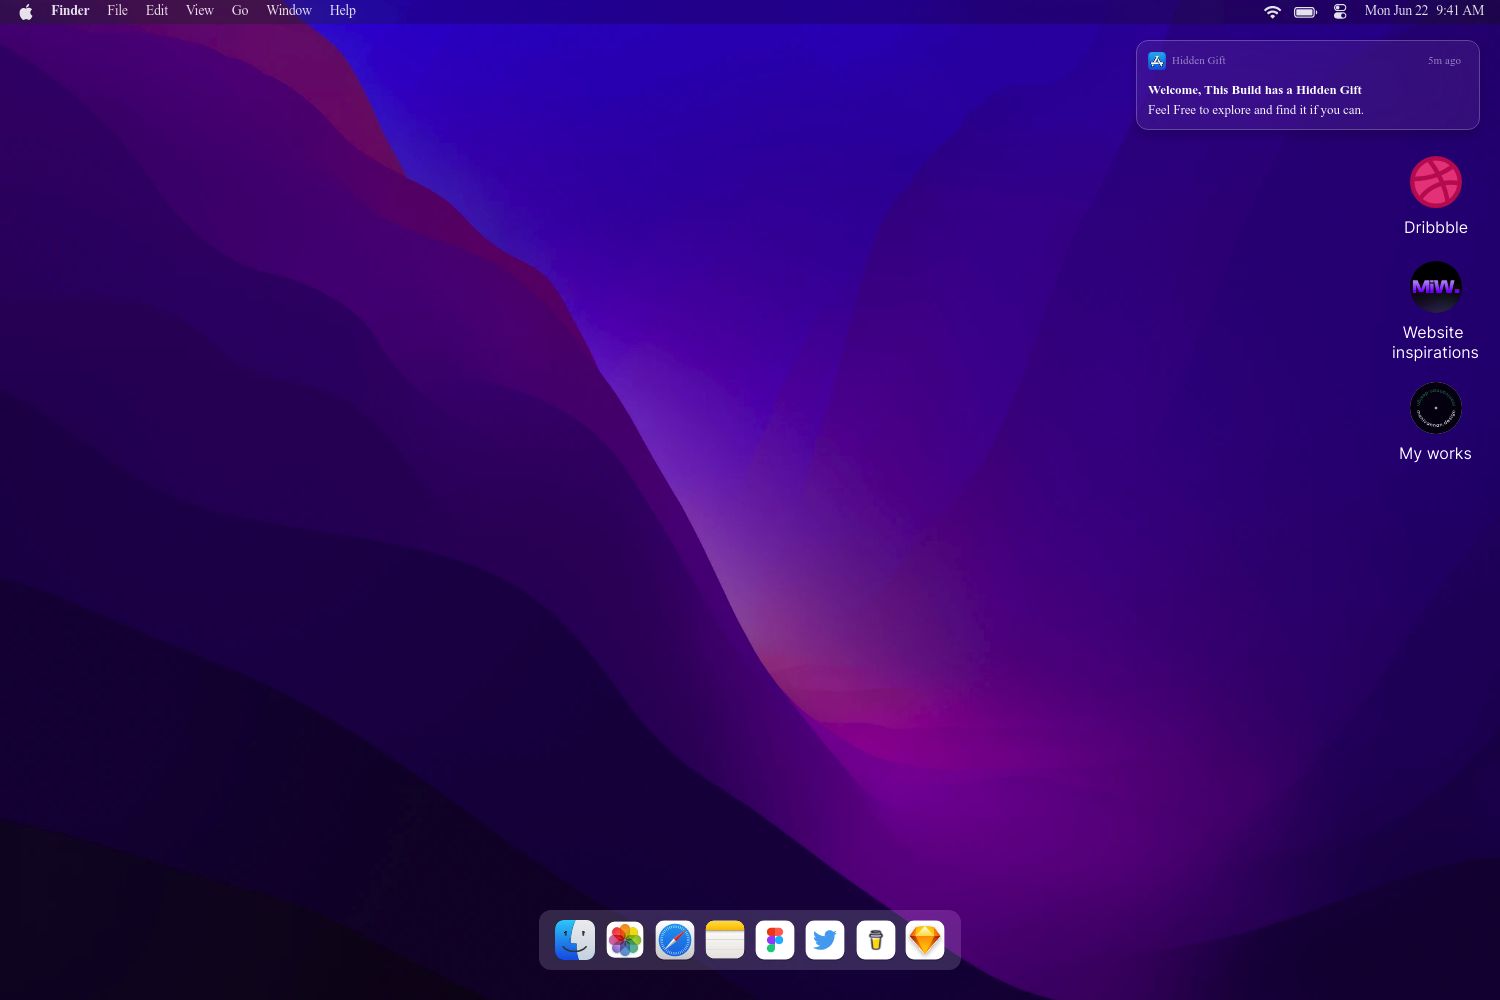 Finder File Edit View Go Window Help
Mon Jun 22 9:41 AM
Hidden Gift
5m ago
Welcome, This Build has a Hidden Gift
Feel Free to explore and find it if you can.
Dribbble
MiW.
Website
inspirations
My works